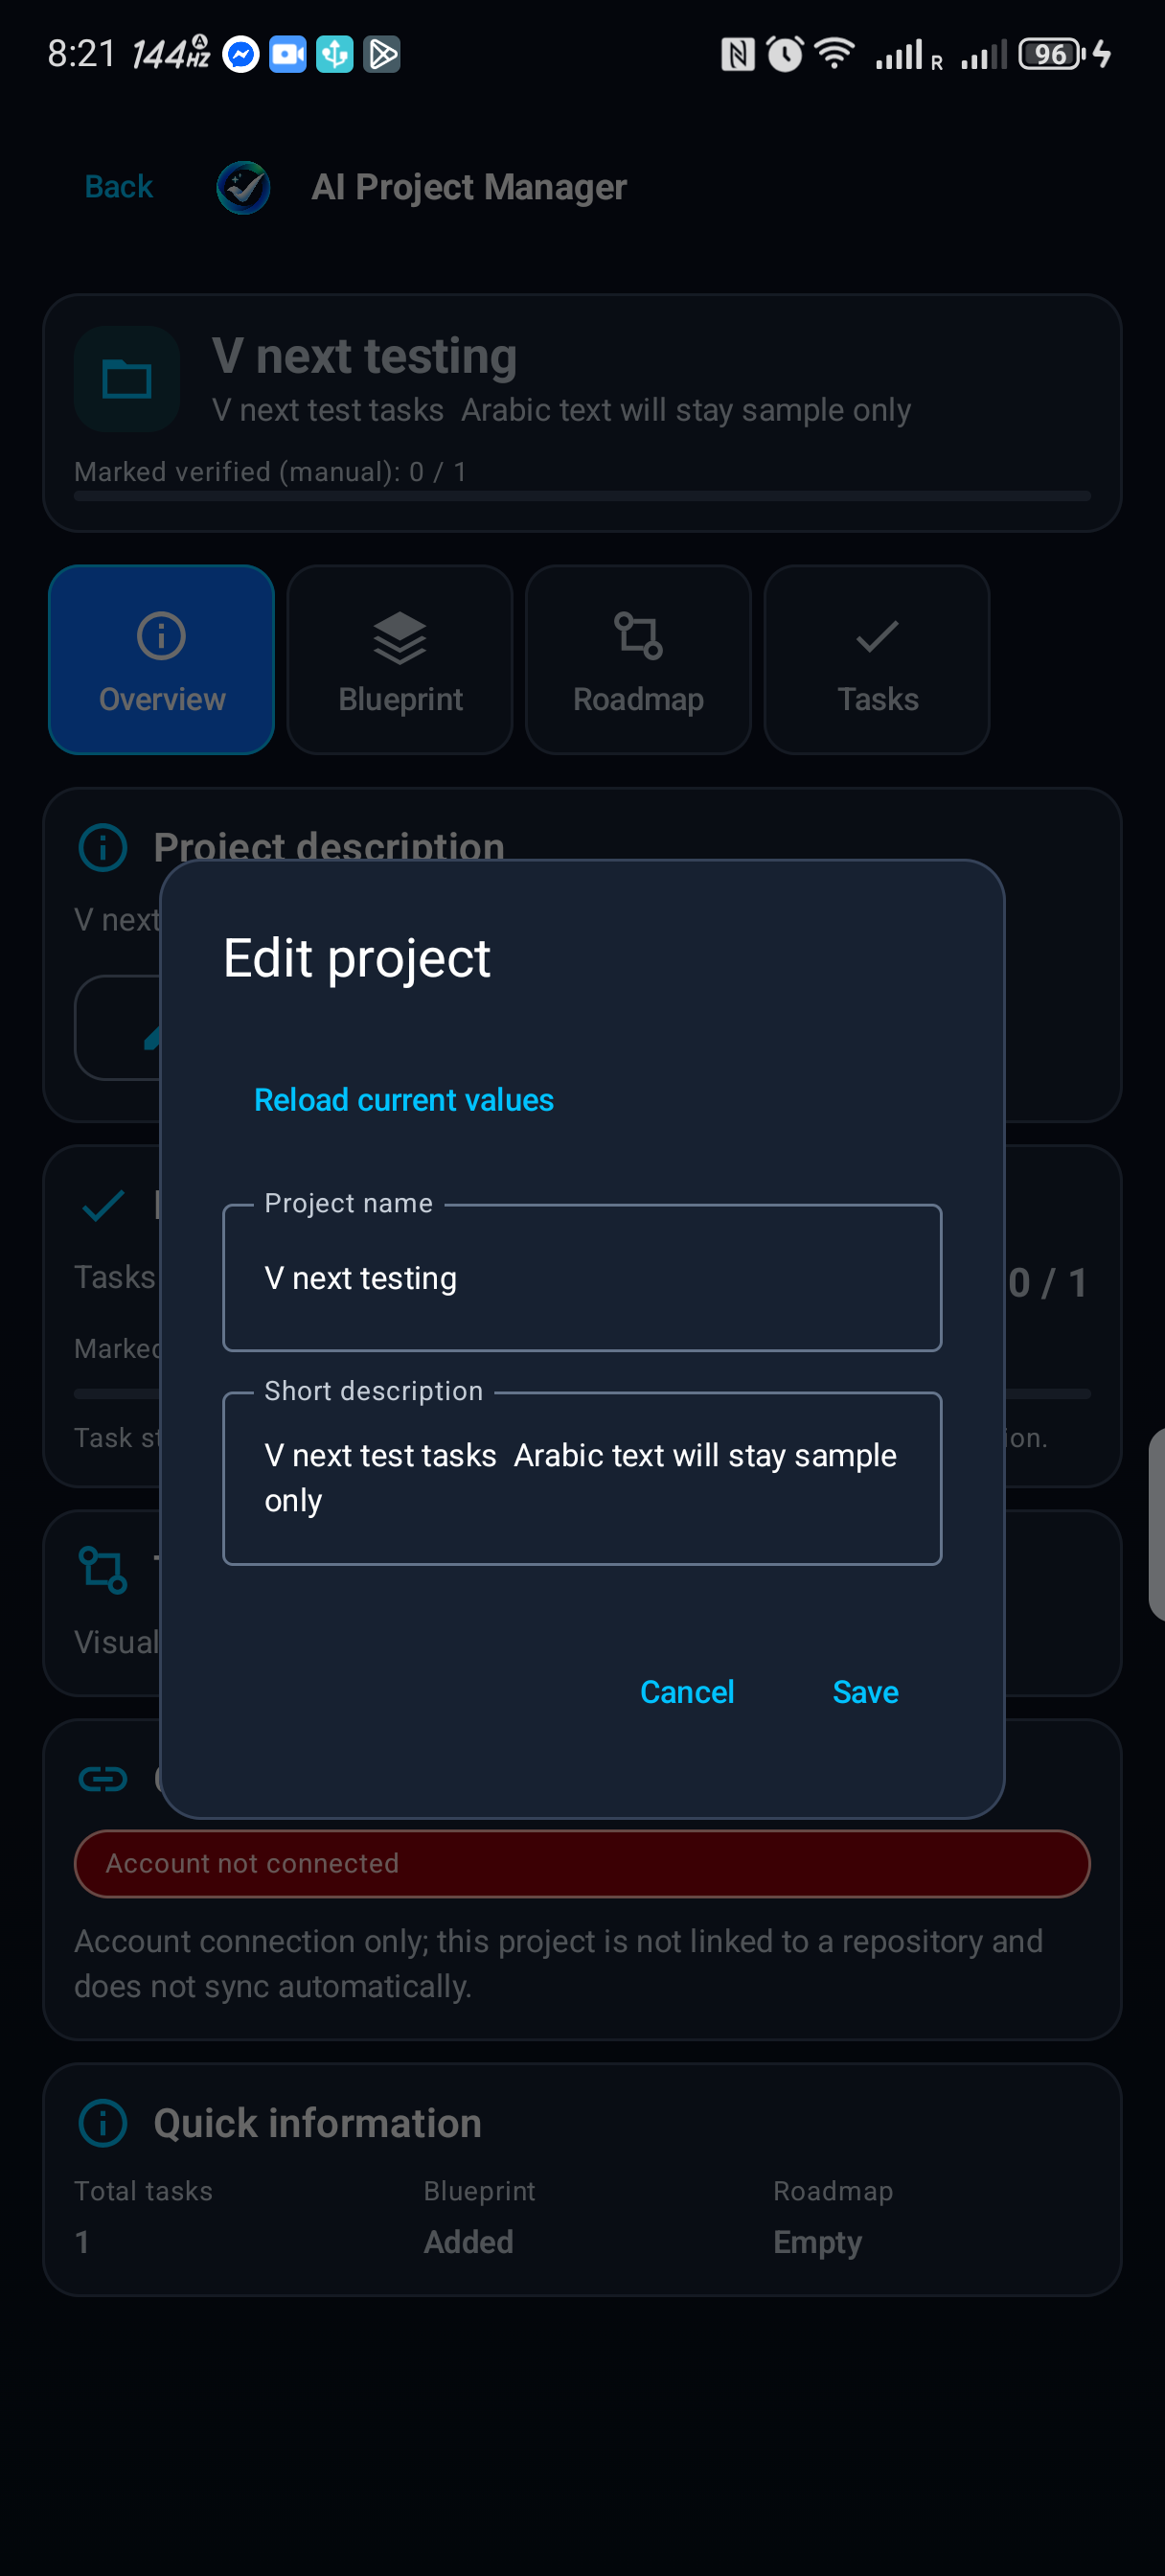 8:21 144HZ R 96
Back AI Project Manager
V next testing
V next test tasks  Arabic text will stay sample only
Marked verified (manual): 0 / 1
Overview Blueprint Roadmap Tasks
Project description
V next
Edit project
Reload current values
Project name
V next testing
Short description
V next test tasks  Arabic text will stay sample
only
Cancel Save
Tasks 0 / 1
Marked
Task
Visual
Account not connected
Account connection only; this project is not linked to a repository and
does not sync automatically.
Quick information
Total tasks Blueprint Roadmap
1 Added Empty